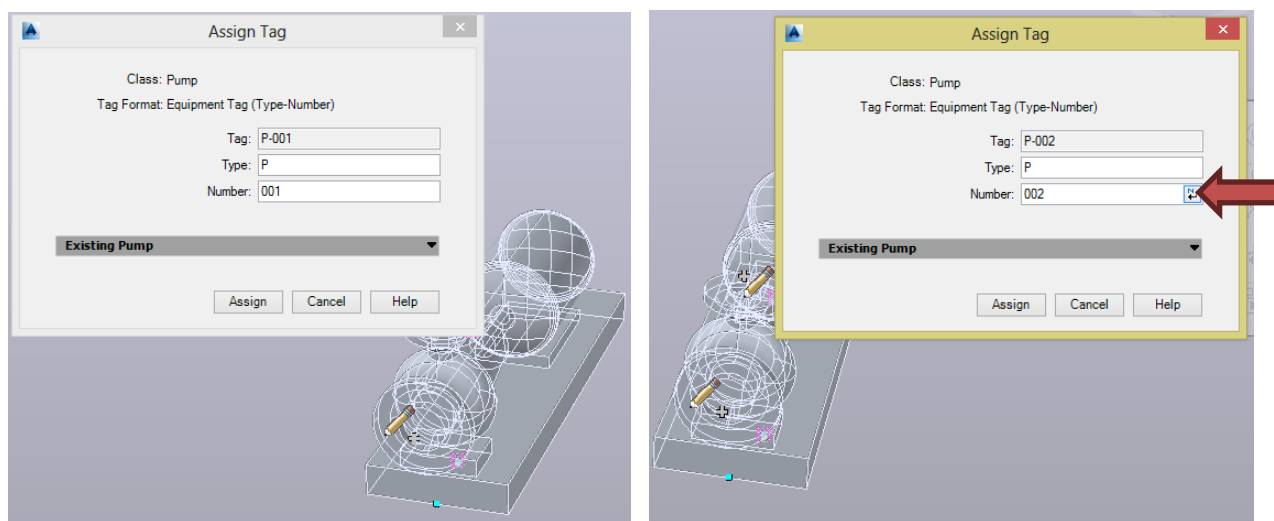 Assign Tag
Class: Pump
Tag Format: Equipment Tag (Type-Number)
Tag: P-001
Type: P
Number: 001
Existing Pump
Assign Cancel Help
Assign Tag
Class: Pump
Tag Format: Equipment Tag (Type-Number)
Tag: P-002
Type: P
Number: 002
Existing Pump
Assign Cancel Help